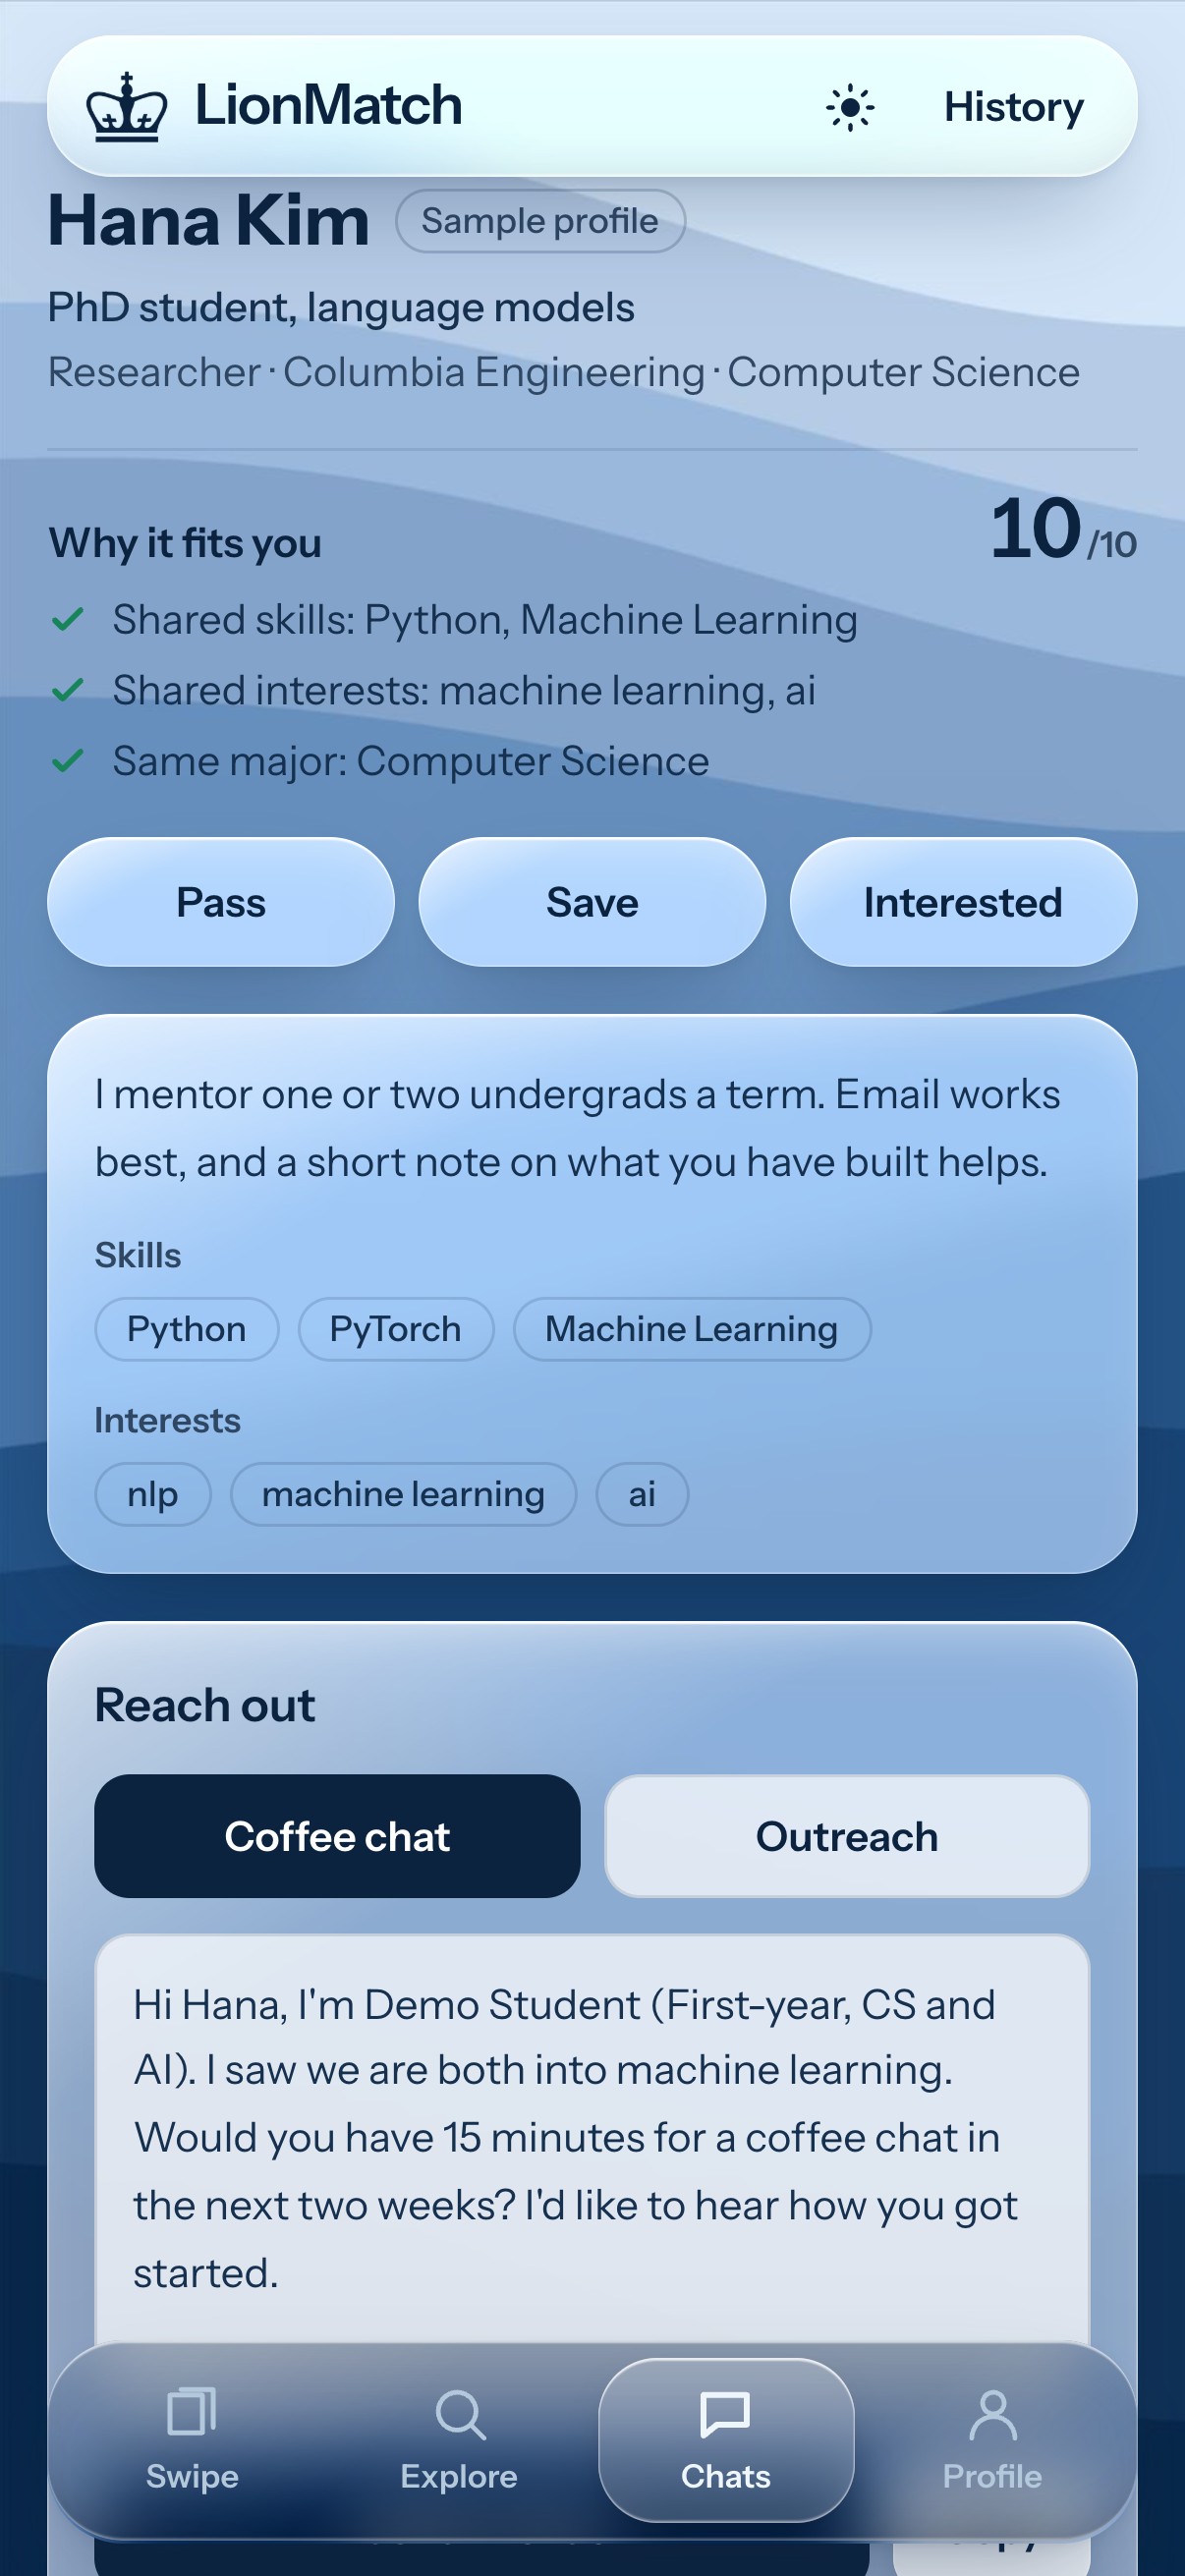 LionMatch
History
Hana Kim
Sample profile
PhD student, language models
Researcher · Columbia Engineering · Computer Science
Why it fits you
10/10
Shared skills: Python, Machine Learning
Shared interests: machine learning, ai
Same major: Computer Science
Pass
Save
Interested
I mentor one or two undergrads a term. Email works
best, and a short note on what you have built helps.
Skills
Python
PyTorch
Machine Learning
Interests
nlp
machine learning
ai
Reach out
Coffee chat
Outreach
Hi Hana, I'm Demo Student (First-year, CS and
AI). I saw we are both into machine learning.
Would you have 15 minutes for a coffee chat in
the next two weeks? I'd like to hear how you got
started.
Swipe
Explore
Chats
Profile